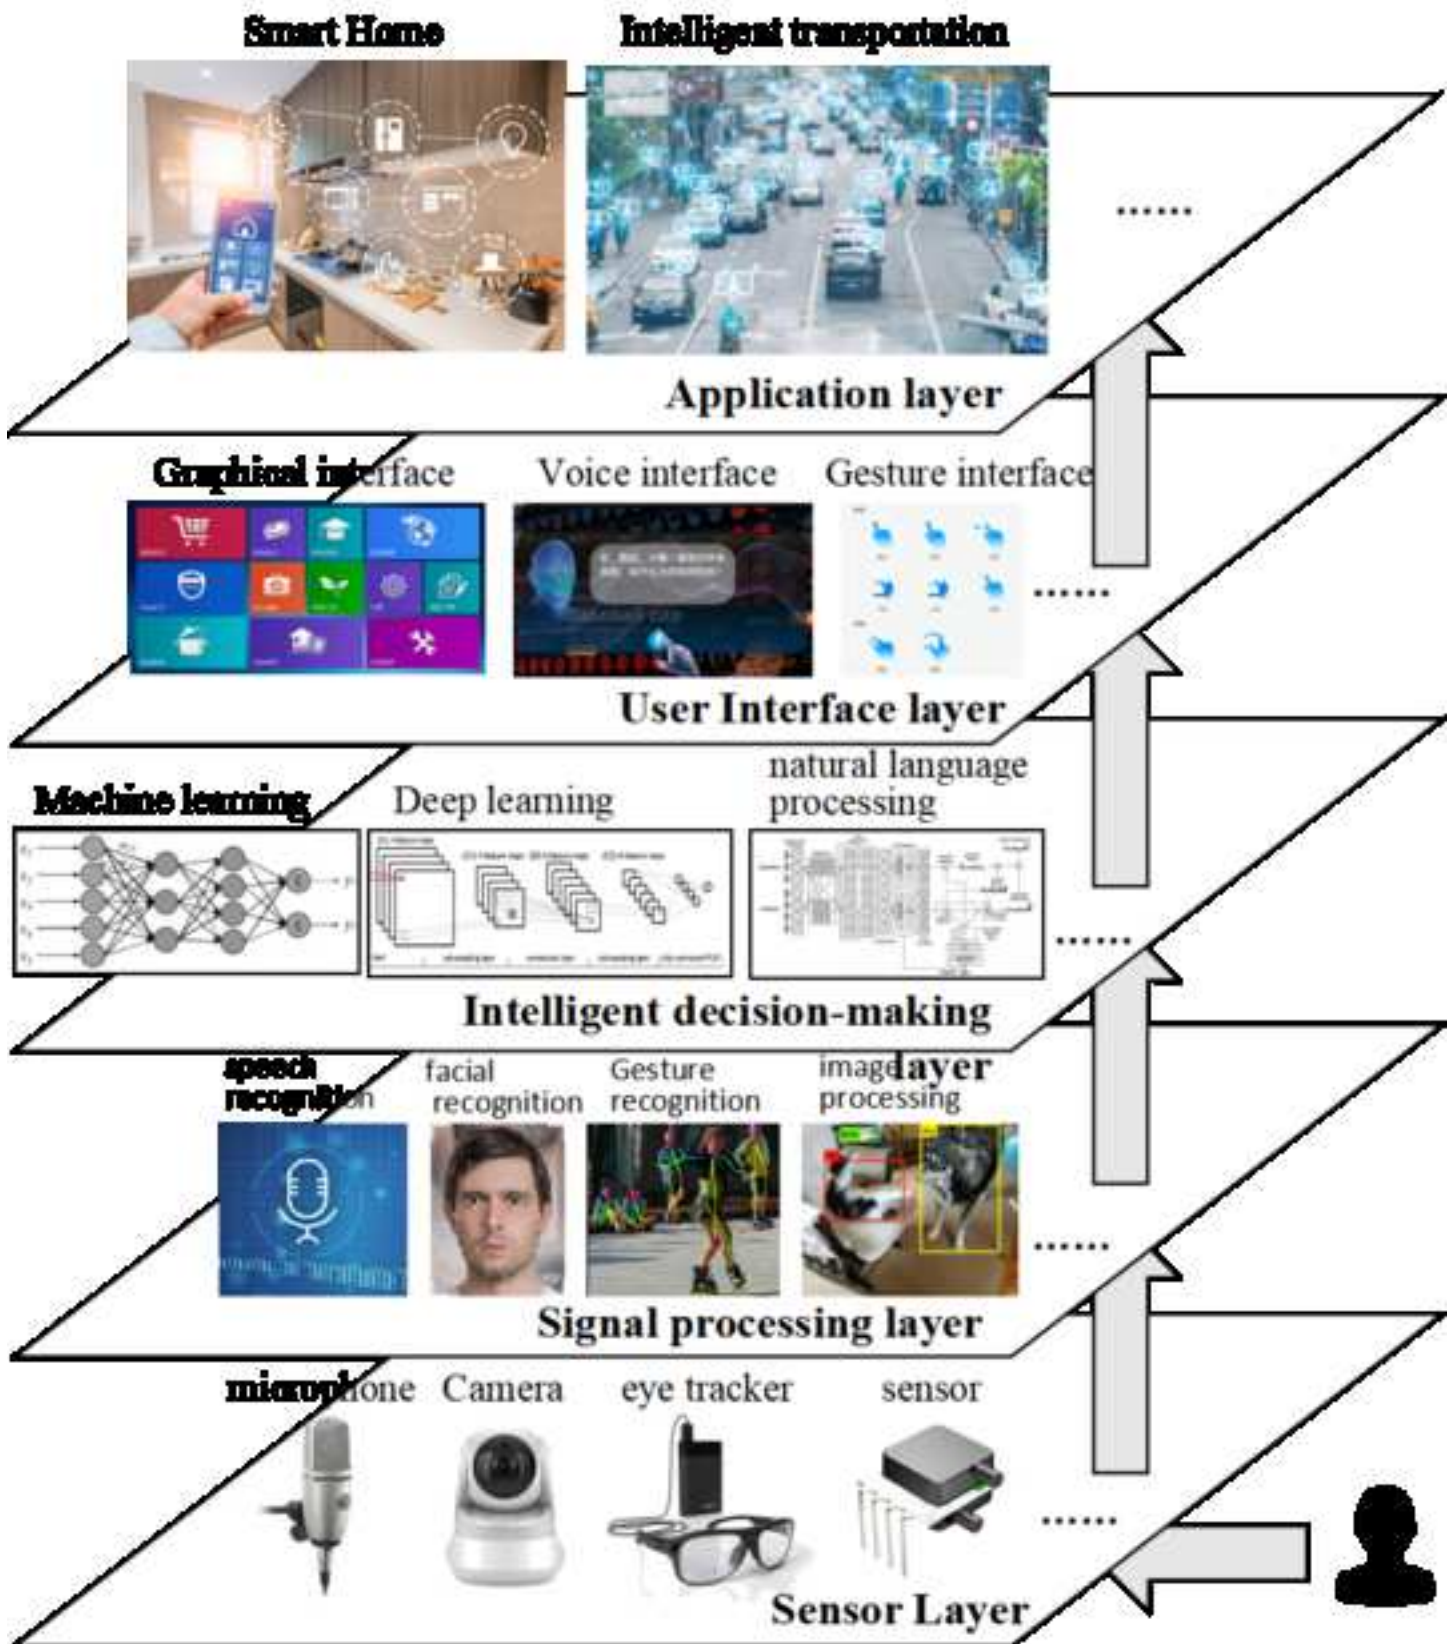 Smart Home
Intelligent transportation
......
Application layer
Graphical interface
Voice interface
Gesture interface
......
User Interface layer
Machine learning
Deep learning
natural language
processing
......
Intelligent decision-making
layer
speech
recognition
facial
recognition
Gesture
recognition
image
processing
......
Signal processing layer
microphone
Camera
eye tracker
sensor
......
Sensor Layer